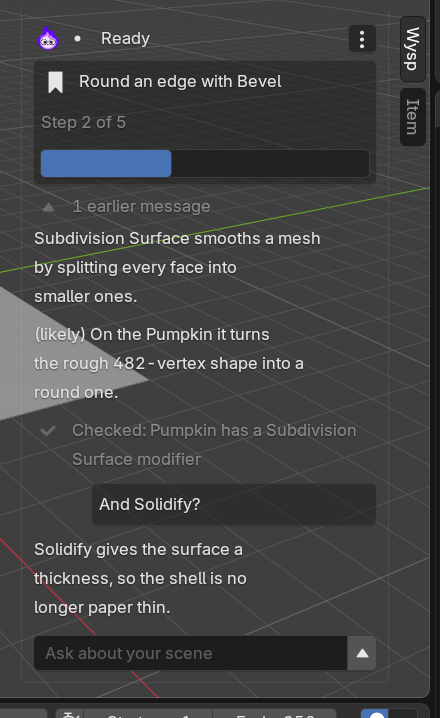 Ready
Wysp
Round an edge with Bevel
Item
Step 2 of 5
1 earlier message
Subdivision Surface smooths a mesh
by splitting every face into
smaller ones.
(likely) On the Pumpkin it turns
the rough 482-vertex shape into a
round one.
Checked: Pumpkin has a Subdivision
Surface modifier
And Solidify?
Solidify gives the surface a
thickness, so the shell is no
longer paper thin.
Ask about your scene